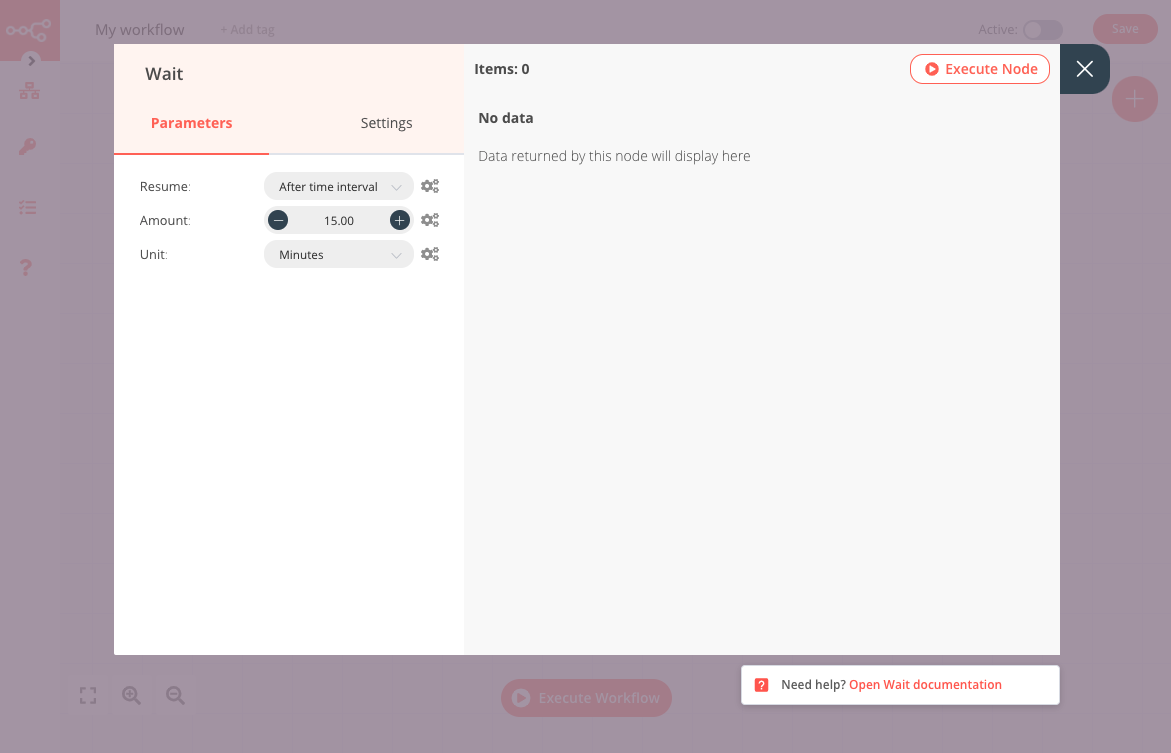 My workflow
+ Add tag
Active:
Save
Wait
Items: 0
Execute Node
Parameters
Settings
No data
Data returned by this node will display here
Resume:
After time interval
Amount:
15.00
Unit:
Minutes
Execute Workflow
Need help? Open Wait documentation